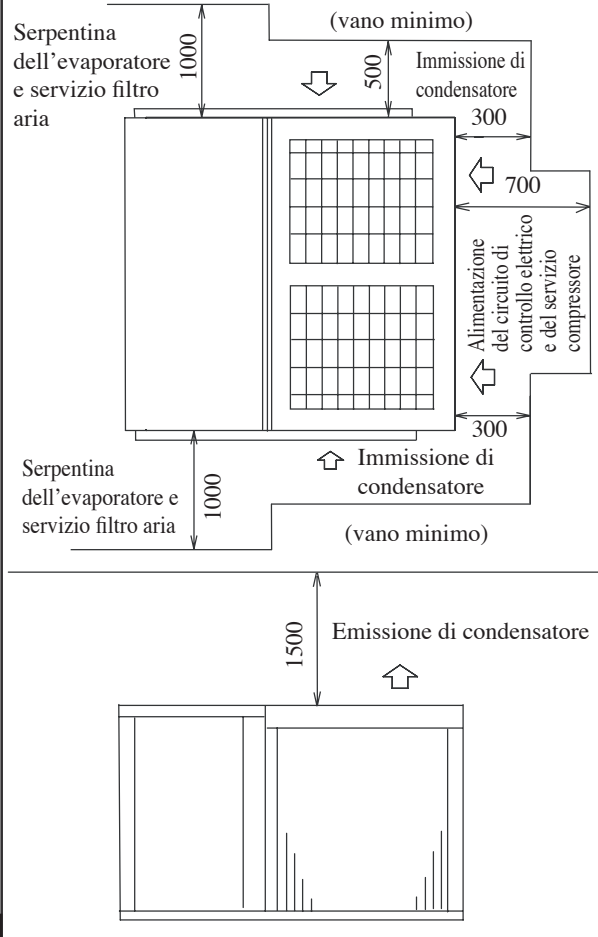 (vano minimo)
Serpentina
dell'evaporatore
e servizio filtro
aria
1000
500
Immissione di
condensatore
300
700
Alimentazione
del circuito di
controllo elettrico
e del servizio
compressore
300
Serpentina
dell'evaporatore e
servizio filtro aria
1000
Immissione di
condensatore
(vano minimo)
1500
Emissione di condensatore